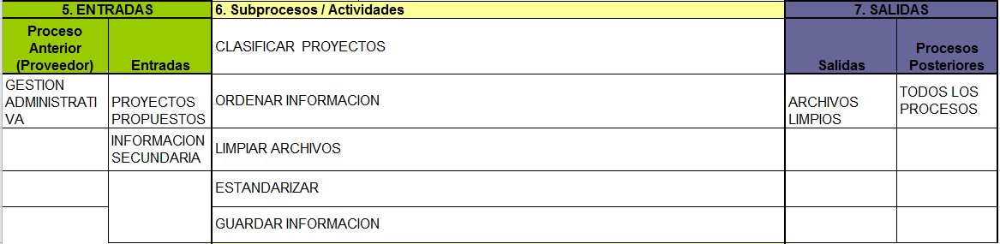 5. ENTRADAS
6. Subprocesos / Actividades
7. SALIDAS
Proceso
Anterior
(Proveedor)
Entradas
CLASIFICAR PROYECTOS
Salidas
Procesos
Posteriores
GESTION
ADMINISTRATI
VA
PROYECTOS
PROPUESTOS
ORDENAR INFORMACION
ARCHIVOS
LIMPIOS
TODOS LOS
PROCESOS
INFORMACION
SECUNDARIA
LIMPIAR ARCHIVOS
ESTANDARIZAR
GUARDAR INFORMACION